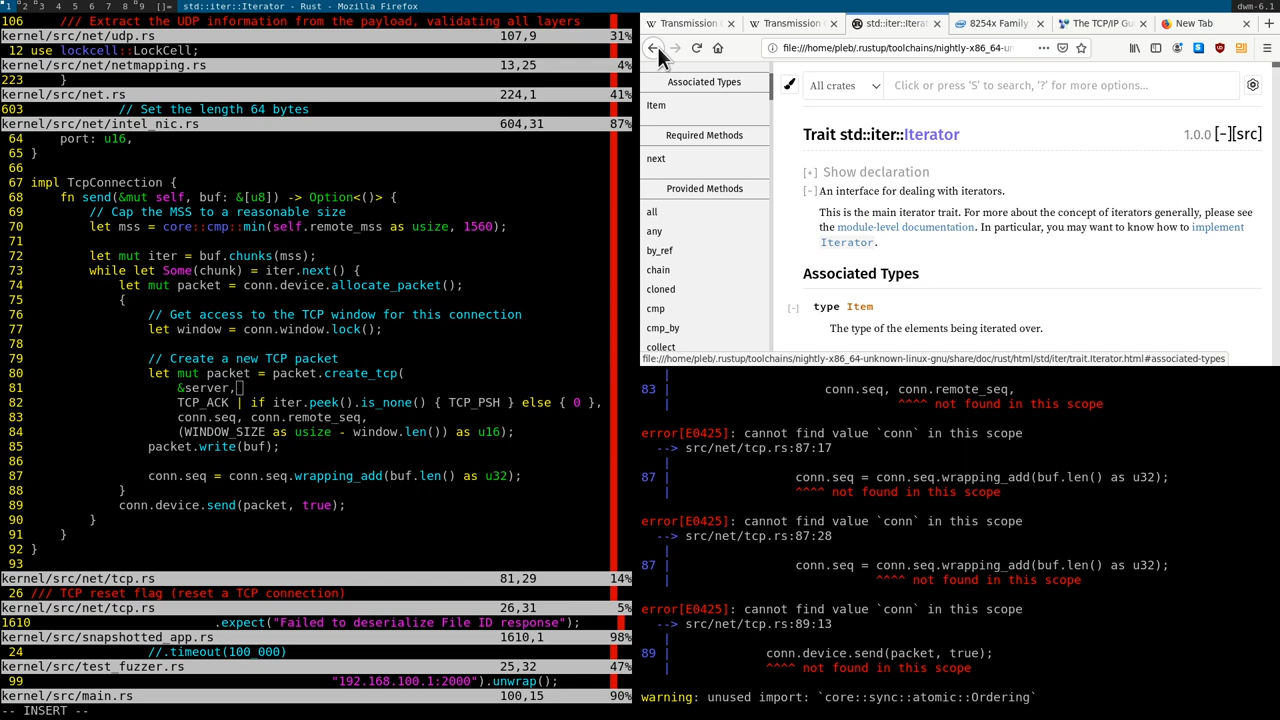 1 2 3 4 5 6 7 8 9 []= std::iter::Iterator - Rust - Mozilla Firefox dwm-6.1
106 /// Extract the UDP information from the payload, validating all layers
kernel/src/net/udp.rs 107,9 31%
12 use lockcell::LockCell;
kernel/src/net/netmapping.rs 13,25 4%
223 }
kernel/src/net.rs 224,1 41%
603 // Set the length 64 bytes
kernel/src/net/intel_nic.rs 604,31 87%
64 port: u16,
65 }
66
67 impl TcpConnection {
68 fn send(&mut self, buf: &[u8]) -> Option<()> {
69 // Cap the MSS to a reasonable size
70 let mss = core::cmp::min(self.remote_mss as usize, 1560);
71
72 let mut iter = buf.chunks(mss);
73 while let Some(chunk) = iter.next() {
74 let mut packet = conn.device.allocate_packet();
75 {
76 // Get access to the TCP window for this connection
77 let window = conn.window.lock();
78
79 // Create a new TCP packet
80 let mut packet = packet.create_tcp(
81 &server,
82 TCP_ACK | if iter.peek().is_none() { TCP_PSH } else { 0 },
83 conn.seq, conn.remote_seq,
84 (WINDOW_SIZE as usize - window.len()) as u16);
85 packet.write(buf);
86
87 conn.seq = conn.seq.wrapping_add(buf.len() as u32);
88 }
89 conn.device.send(packet, true);
90 }
91 }
92 }
93
kernel/src/net/tcp.rs 81,29 14%
26 /// TCP reset flag (reset a TCP connection)
kernel/src/net/tcp.rs 26,31 5%
1610 .expect("Failed to deserialize File ID response");
kernel/src/snapshotted_app.rs 1610,1 98%
24 //.timeout(100_000)
kernel/src/test_fuzzer.rs 25,32 47%
99 "192.168.100.1:2000").unwrap();
kernel/src/main.rs 100,15 90%
-- INSERT --
Transmission C
Transmission C
std::iter::Iterat
8254x Family
The TCP/IP Gu
New Tab
file:///home/pleb/.rustup/toolchains/nightly-x86_64-un
Associated Types
Item
Required Methods
next
Provided Methods
all
any
by_ref
chain
cloned
cmp
cmp_by
collect
All crates
Click or press 'S' to search, '?' for more options...
Trait std::iter::Iterator 1.0.0 [-][src]
[+] Show declaration
[-] An interface for dealing with iterators.
This is the main iterator trait. For more about the concept of iterators generally, please see
the module-level documentation. In particular, you may want to know how to implement
Iterator.
Associated Types
[-] type Item
The type of the elements being iterated over.
file:///home/pleb/.rustup/toolchains/nightly-x86_64-unknown-linux-gnu/share/doc/rust/html/std/iter/trait.Iterator.html#associated-types
83 | conn.seq, conn.remote_seq,
| ^^^^ not found in this scope
error[E0425]: cannot find value `conn` in this scope
--> src/net/tcp.rs:87:17
|
87 | conn.seq = conn.seq.wrapping_add(buf.len() as u32);
| ^^^^ not found in this scope
error[E0425]: cannot find value `conn` in this scope
--> src/net/tcp.rs:87:28
|
87 | conn.seq = conn.seq.wrapping_add(buf.len() as u32);
| ^^^^ not found in this scope
error[E0425]: cannot find value `conn` in this scope
--> src/net/tcp.rs:89:13
|
89 | conn.device.send(packet, true);
| ^^^^ not found in this scope
warning: unused import: `core::sync::atomic::Ordering`